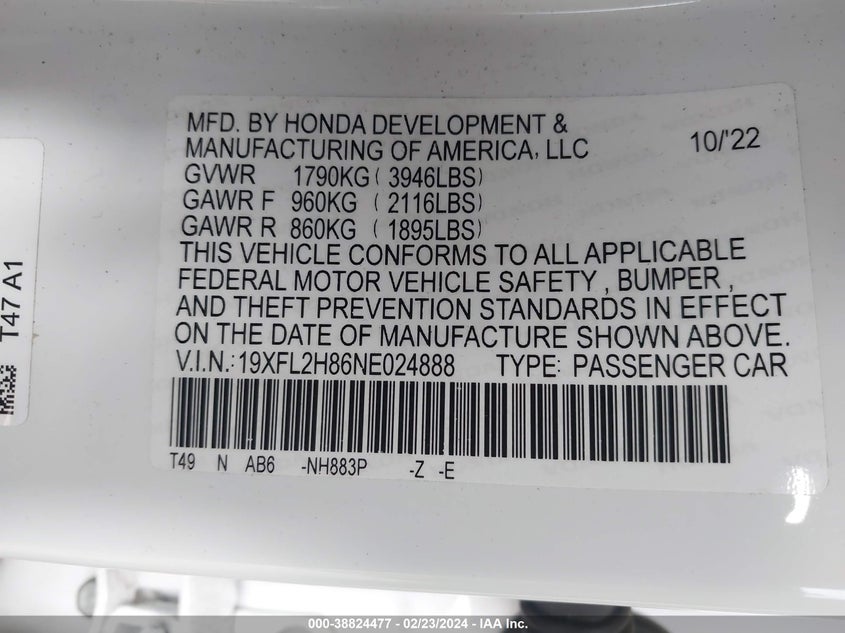 MFD. BY HONDA DEVELOPMENT &
MANUFACTURING OF AMERICA, LLC 10/'22
GVWR 1790KG ( 3946LBS)
GAWR F 960KG ( 2116LBS)
GAWR R 860KG ( 1895LBS)
THIS VEHICLE CONFORMS TO ALL APPLICABLE
FEDERAL MOTOR VEHICLE SAFETY , BUMPER ,
AND THEFT PREVENTION STANDARDS IN EFFECT
ON THE DATE OF MANUFACTURE SHOWN ABOVE.
V.I.N.:19XFL2H86NE024888 TYPE: PASSENGER CAR
T49 N AB6 -NH883P -Z -E
T47 A1
000-38824477 - 02/23/2024 - IAA Inc.